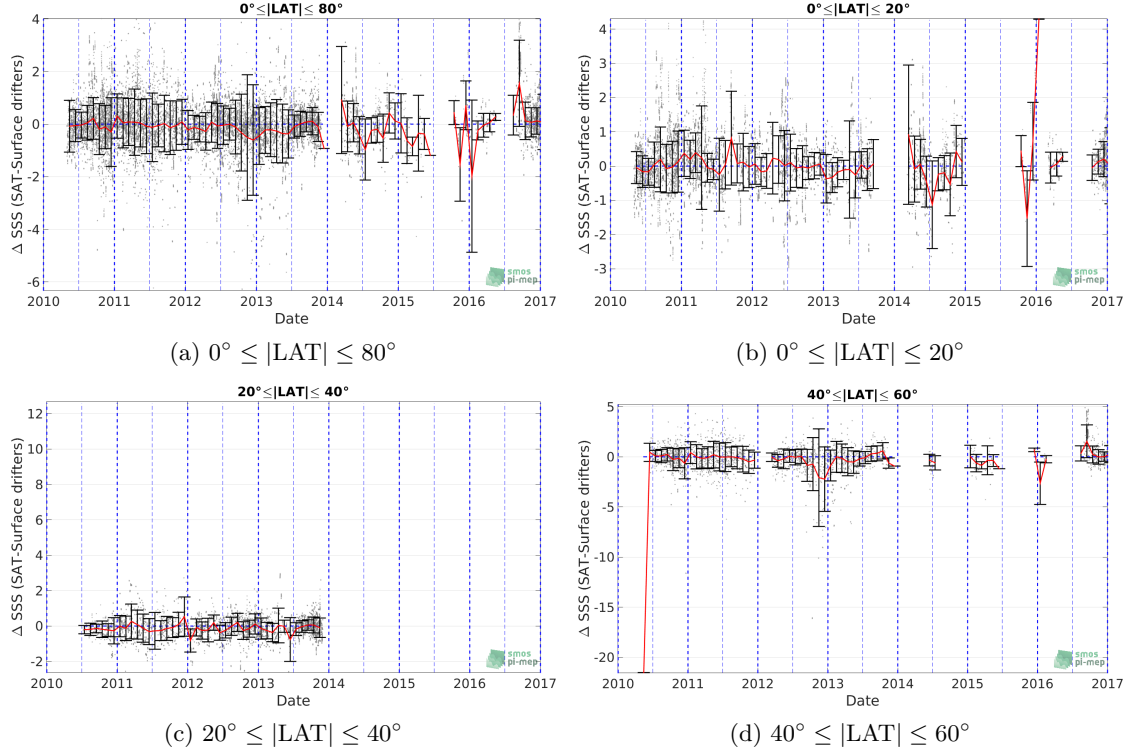 0°≤|LAT|≤ 80°
4
2
0
-2
-4
-6
Δ SSS (SAT-Surface drifters)
2010 2011 2012 2013 2014 2015 2016 2017
Date
smos
pi-mep
(a) 0° ≤ |LAT| ≤ 80°
0°≤|LAT|≤ 20°
4
3
2
1
0
-1
-2
-3
Δ SSS (SAT-Surface drifters)
2010 2011 2012 2013 2014 2015 2016 2017
Date
smos
pi-mep
(b) 0° ≤ |LAT| ≤ 20°
20°≤|LAT|≤ 40°
12
10
8
6
4
2
0
-2
Δ SSS (SAT-Surface drifters)
2010 2011 2012 2013 2014 2015 2016 2017
Date
smos
pi-mep
(c) 20° ≤ |LAT| ≤ 40°
40°≤|LAT|≤ 60°
5
0
-5
-10
-15
-20
Δ SSS (SAT-Surface drifters)
2010 2011 2012 2013 2014 2015 2016 2017
Date
smos
pi-mep
(d) 40° ≤ |LAT| ≤ 60°